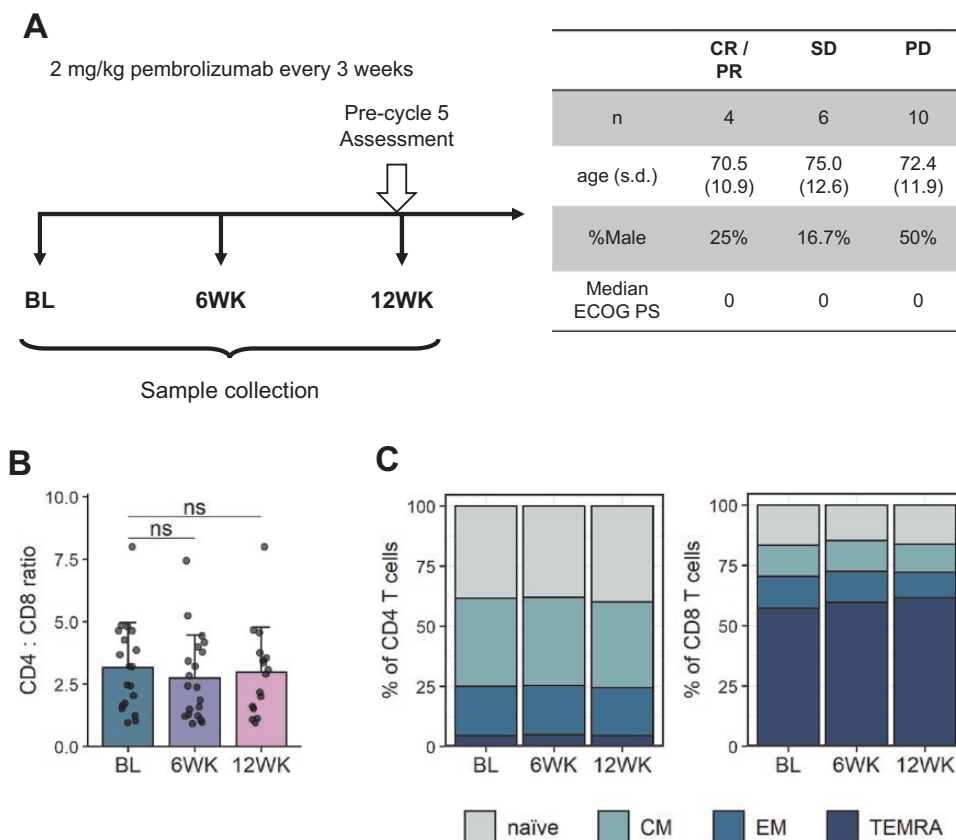 A
2 mg/kg pembrolizumab every 3 weeks
Pre-cycle 5
Assessment
BL 6WK 12WK
Sample collection
CR / PR SD PD
n 4 6 10
age (s.d.) 70.5 (10.9) 75.0 (12.6) 72.4 (11.9)
%Male 25% 16.7% 50%
Median ECOG PS 0 0 0
B
CD4 : CD8 ratio
10.0
7.5
5.0
2.5
0.0
ns
ns
BL 6WK 12WK
C
% of CD4 T cells
100
75
50
25
0
BL 6WK 12WK
% of CD8 T cells
100
75
50
25
0
BL 6WK 12WK
naïve CM EM TEMRA